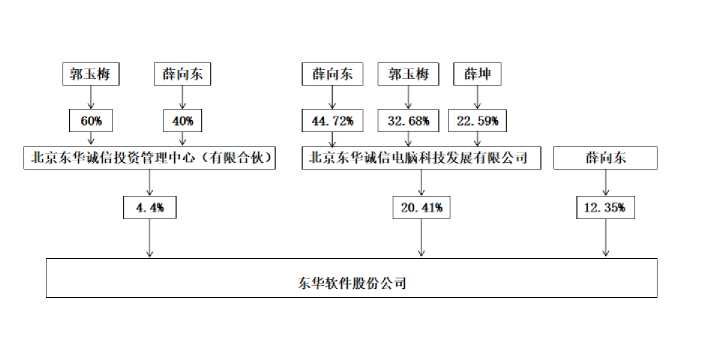 郭玉梅 薛向东 薛向东 郭玉梅 薛坤
60% 40% 44.72% 32.68% 22.59%
北京东华诚信投资管理中心（有限合伙） 北京东华诚信电脑科技发展有限公司 薛向东
4.4% 20.41% 12.35%
东华软件股份公司